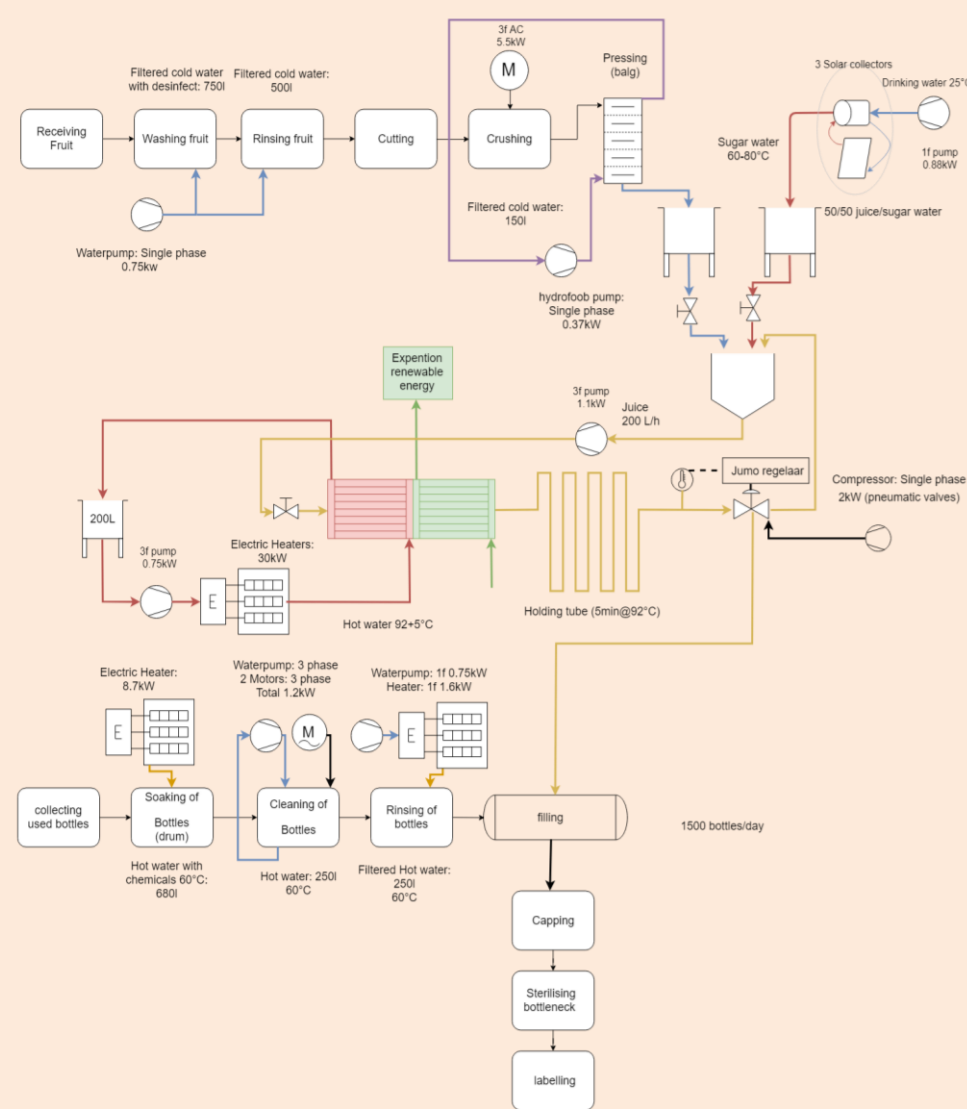 3f AC
5.5kW
M
Filtered cold water
with desinfect: 750l
Filtered cold water:
500l
Pressing
(balg)
3 Solar collectors
Drinking water 25°C
Receiving
Fruit
Washing fruit
Rinsing fruit
Cutting
Crushing
Sugar water
60-80°C
1f pump
0.88kW
Filtered cold water:
150l
50/50 juice/sugar water
Waterpump: Single phase
0.75kw
hydrofoob pump:
Single phase
0.37kW
Expention
renewable
energy
3f pump
1.1kW
Juice
200 L/h
Jumo regelaar
Compressor: Single phase
2kW (pneumatic valves)
200L
3f pump
0.75kW
Electric Heaters:
30kW
E
Hot water 92+5°C
Holding tube (5min@92°C)
Electric Heater:
8.7kW
E
Waterpump: 3 phase
2 Motors: 3 phase
Total 1.2kW
M
Waterpump: 1f 0.75kW
Heater: 1f 1.6kW
E
collecting
used bottles
Soaking of
Bottles
(drum)
Cleaning of
Bottles
Rinsing of
bottles
filling
1500 bottles/day
Hot water with
chemicals 60°C:
680l
Hot water: 250l
60°C
Filtered Hot water:
250l
60°C
Capping
Sterilising
bottleneck
labelling